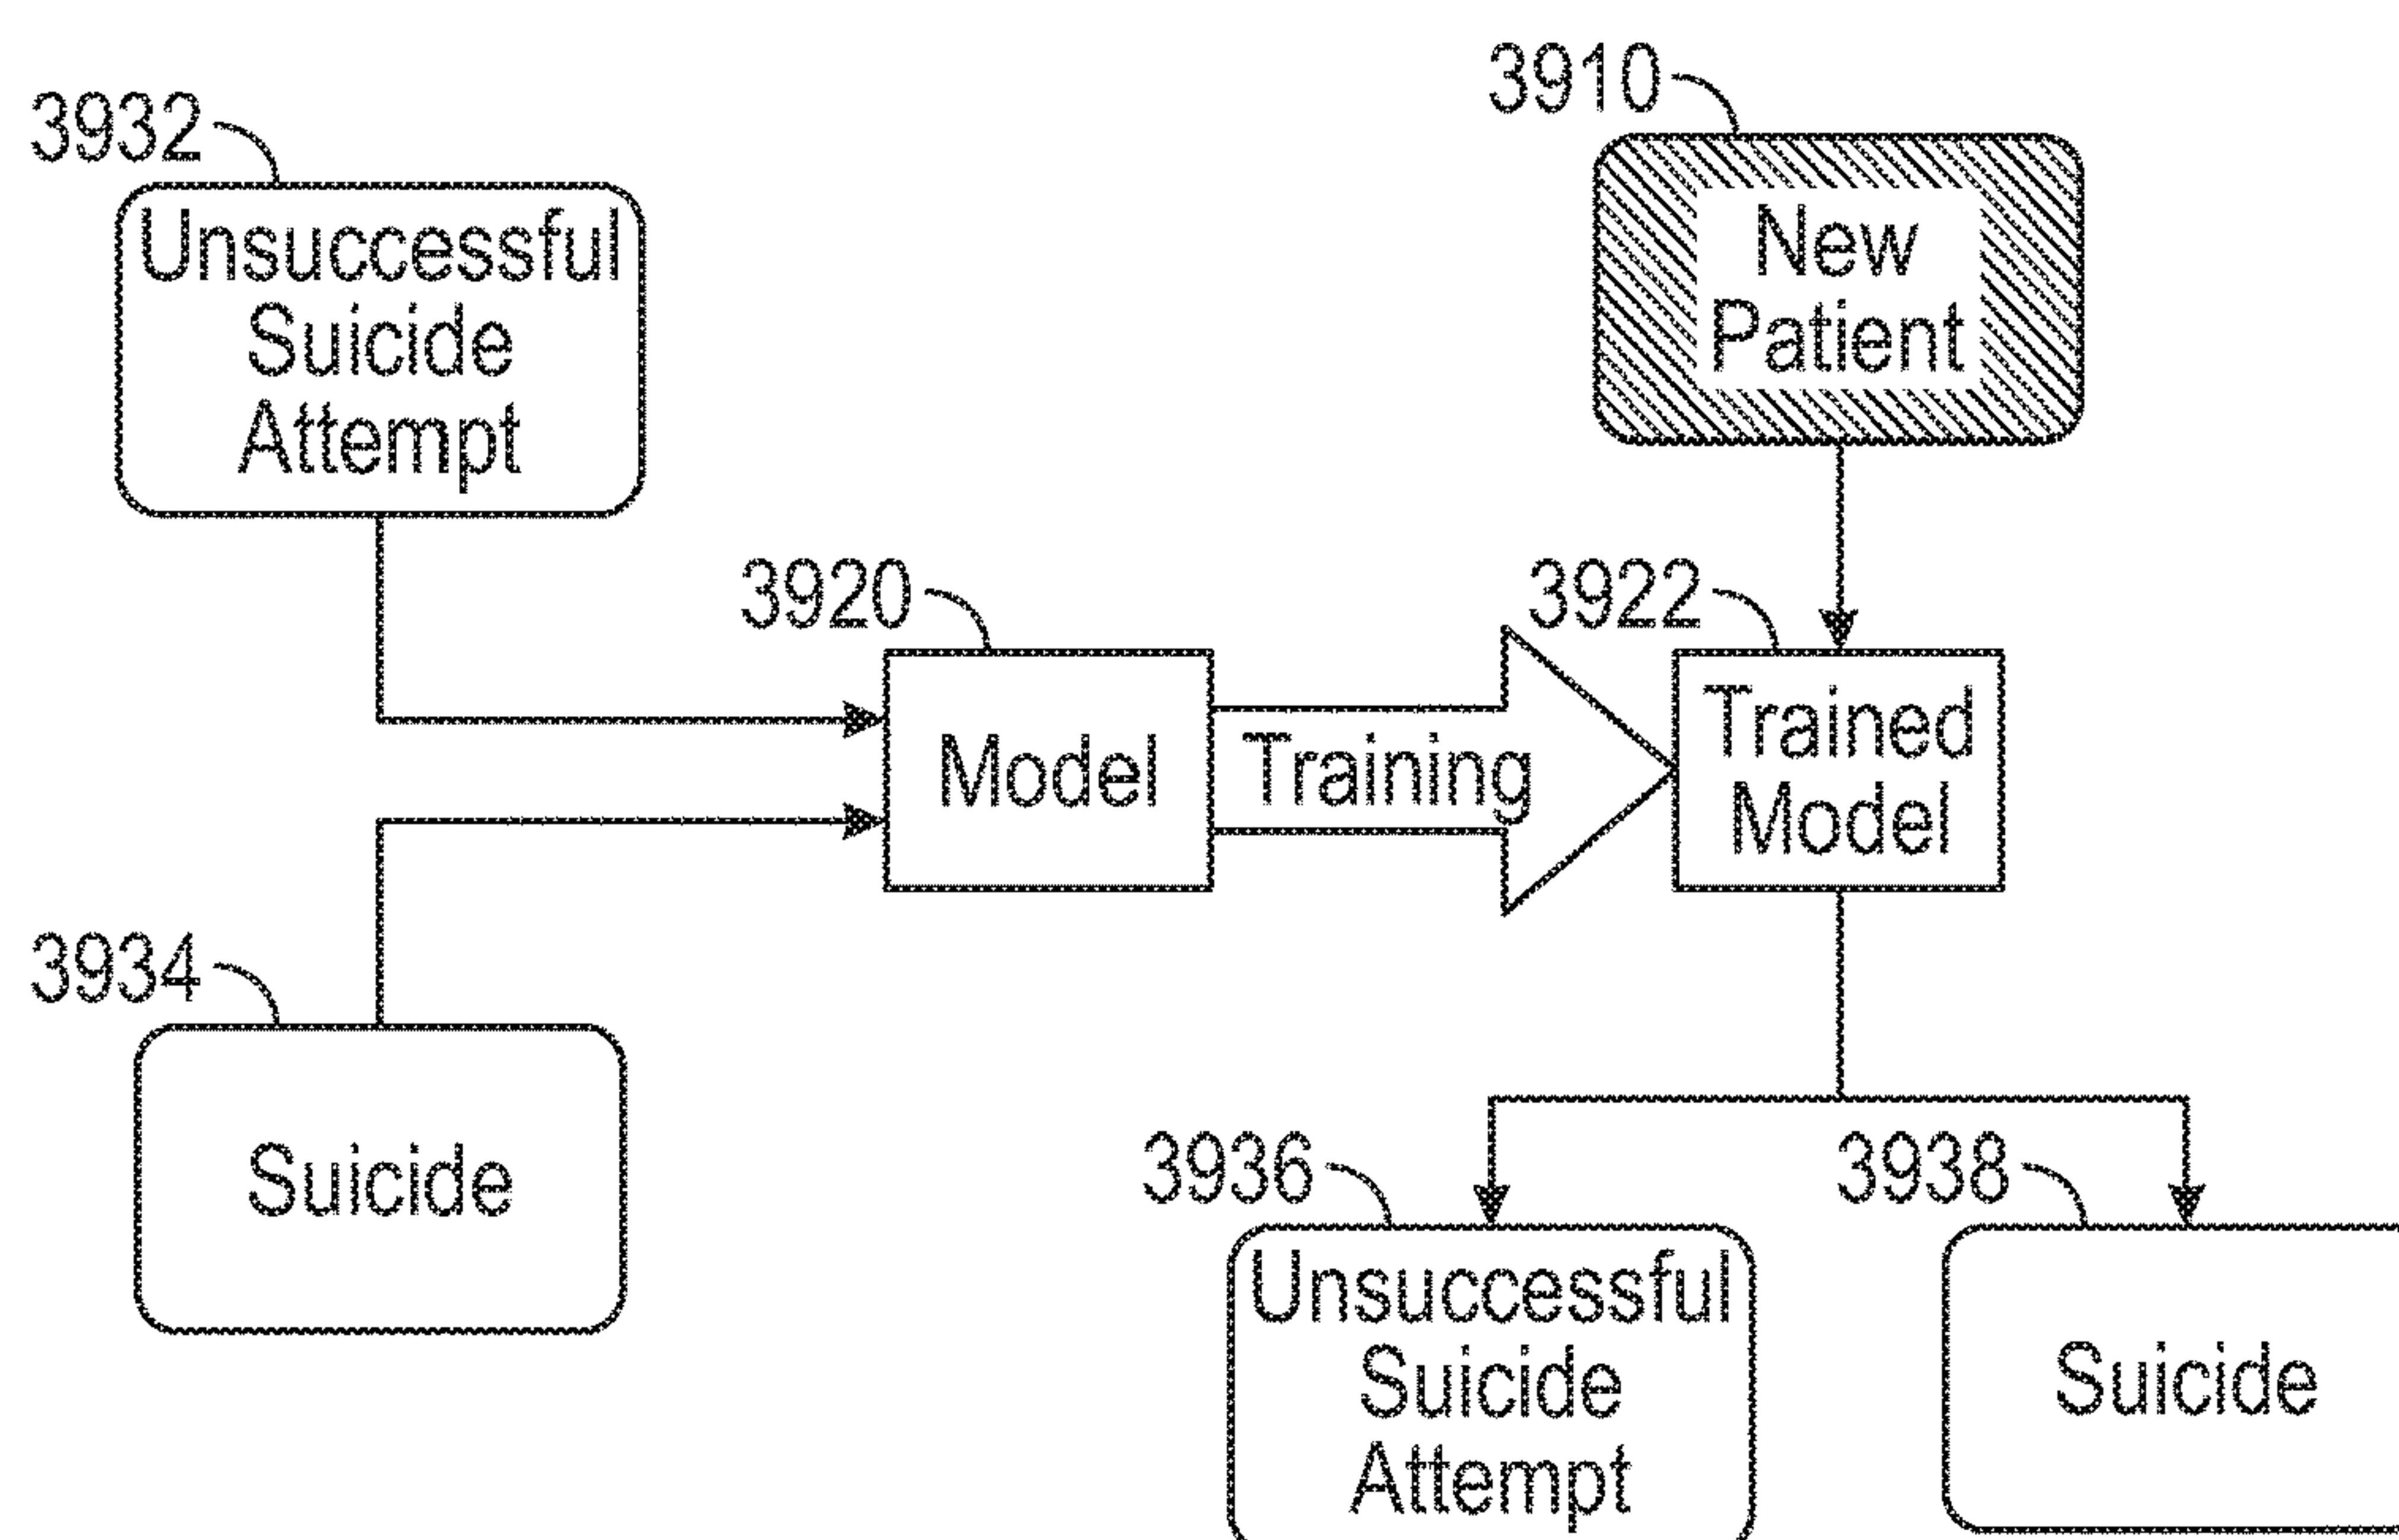 3910
3932
New
Patient
Unsuccessful
Suicide
Attempt
3920
3922
Model
Training
Trained
Model
3934
Suicide
3936
3938
Unsuccessful
Suicide
Attempt
Suicide